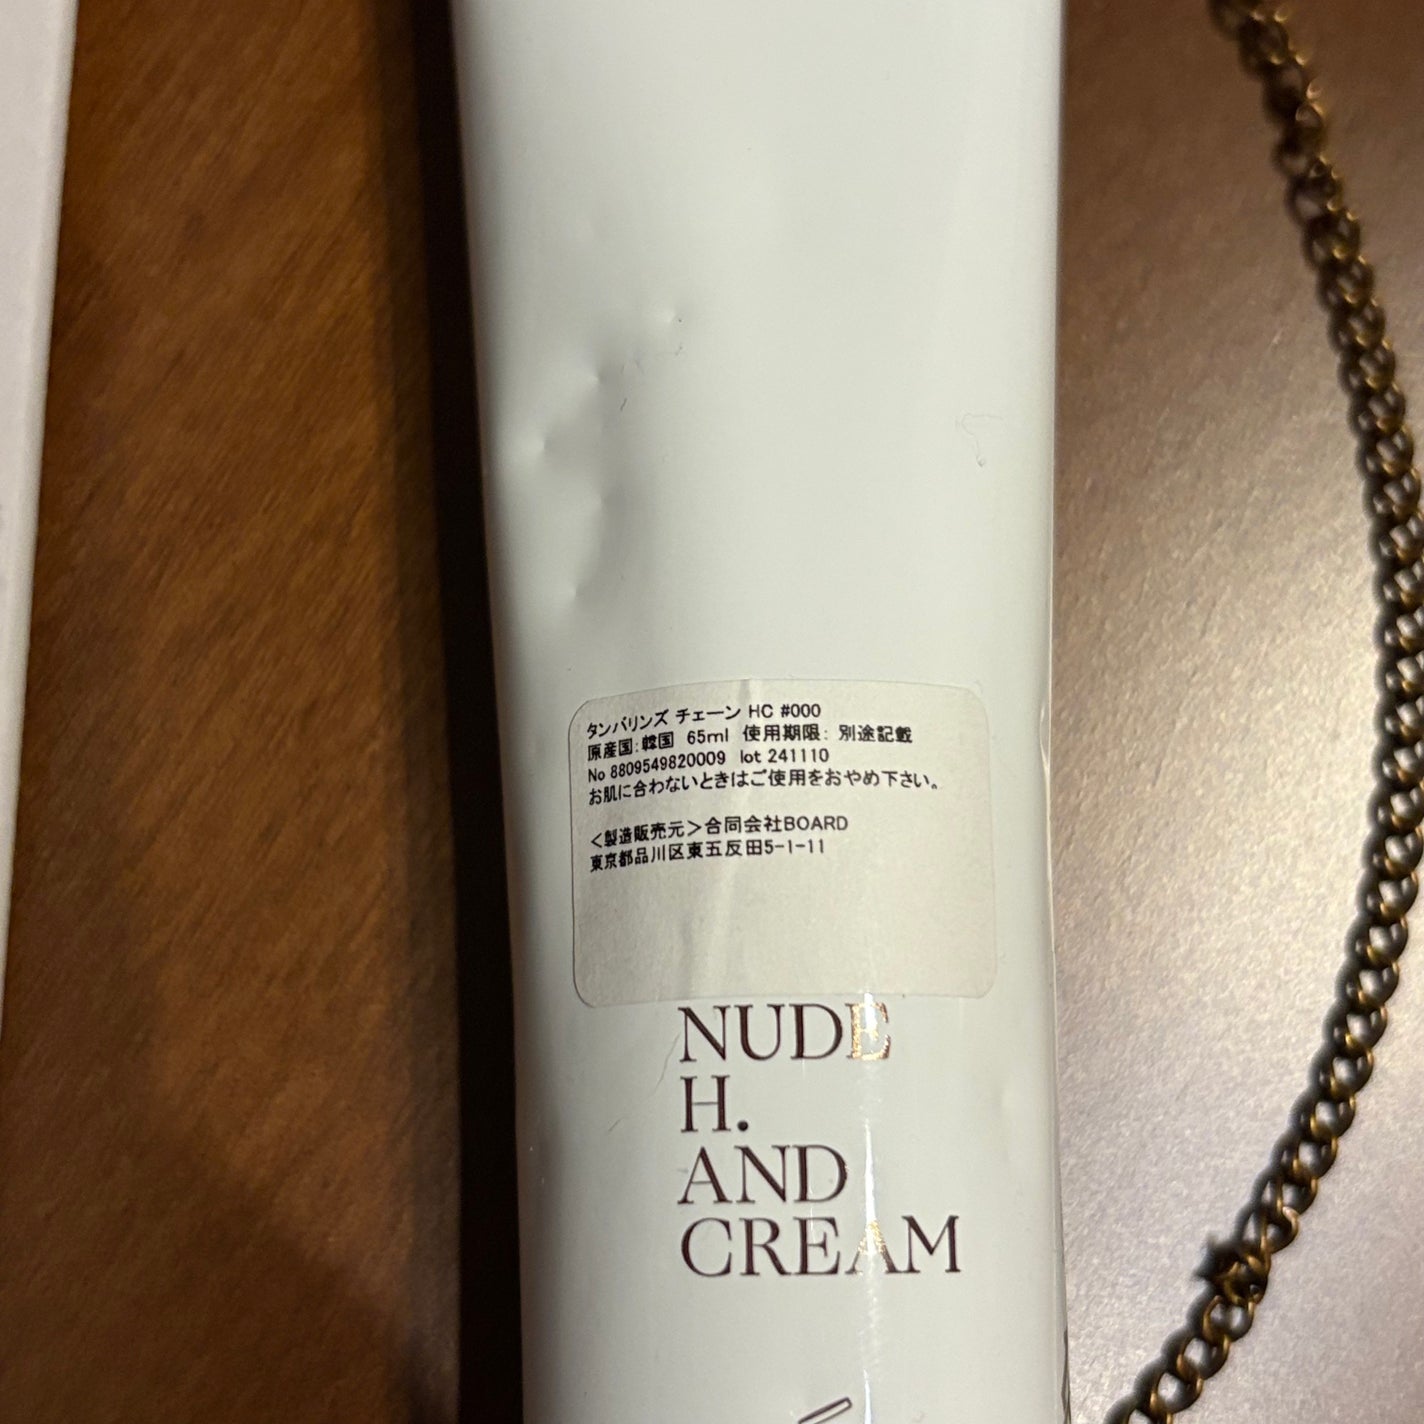 タンバリンズ チェーン HC #000
原産国：韓国 65ml 使用期限： 別途記載
No 8809549820009 lot 241110
お肌に合わないときはご使用をおやめ下さい。
＜製造販売元＞合同会社BOARD
東京都品川区東五反田5-1-11
NUDE
H.
AND
CREAM